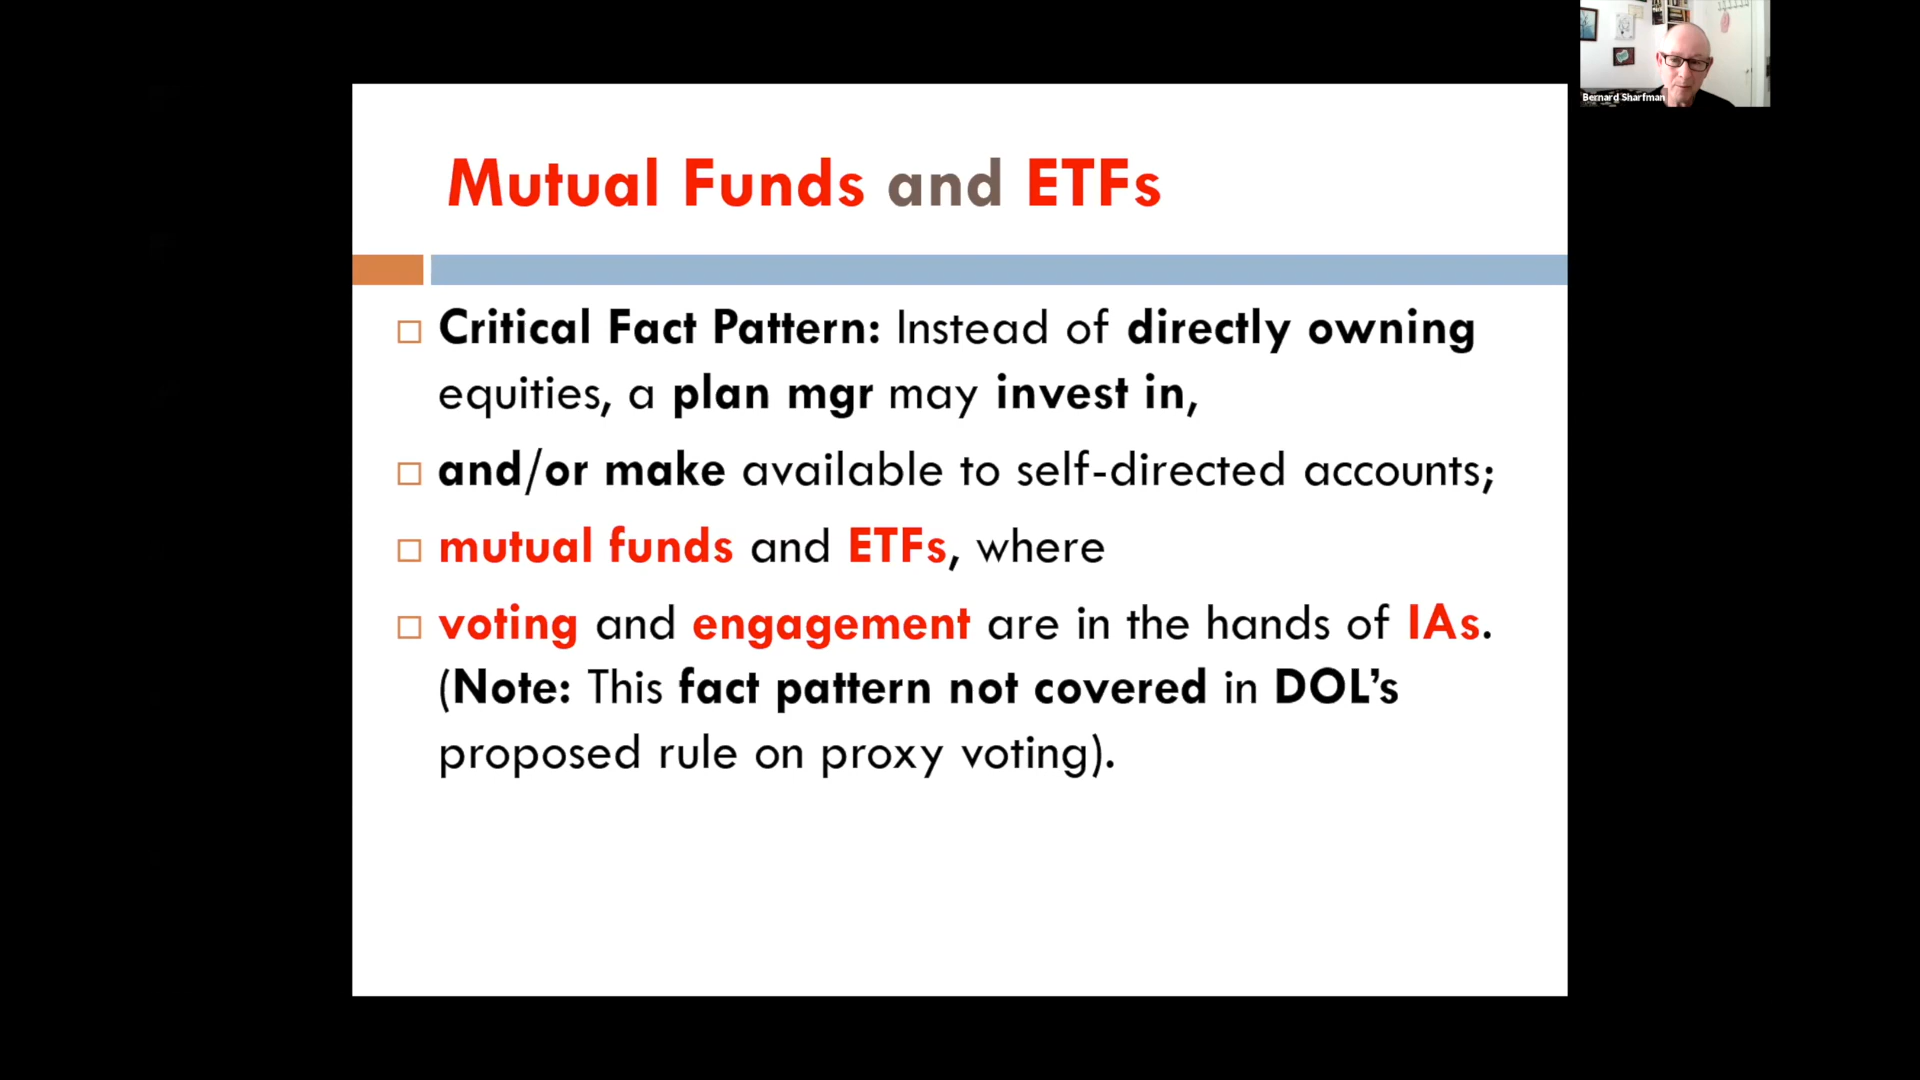 Bernard Sharfman
Mutual Funds and ETFs
Critical Fact Pattern: Instead of directly owning
equities, a plan mgr may invest in,
and/or make available to self-directed accounts;
mutual funds and ETFs, where
voting and engagement are in the hands of IAs.
(Note: This fact pattern not covered in DOL’s
proposed rule on proxy voting).